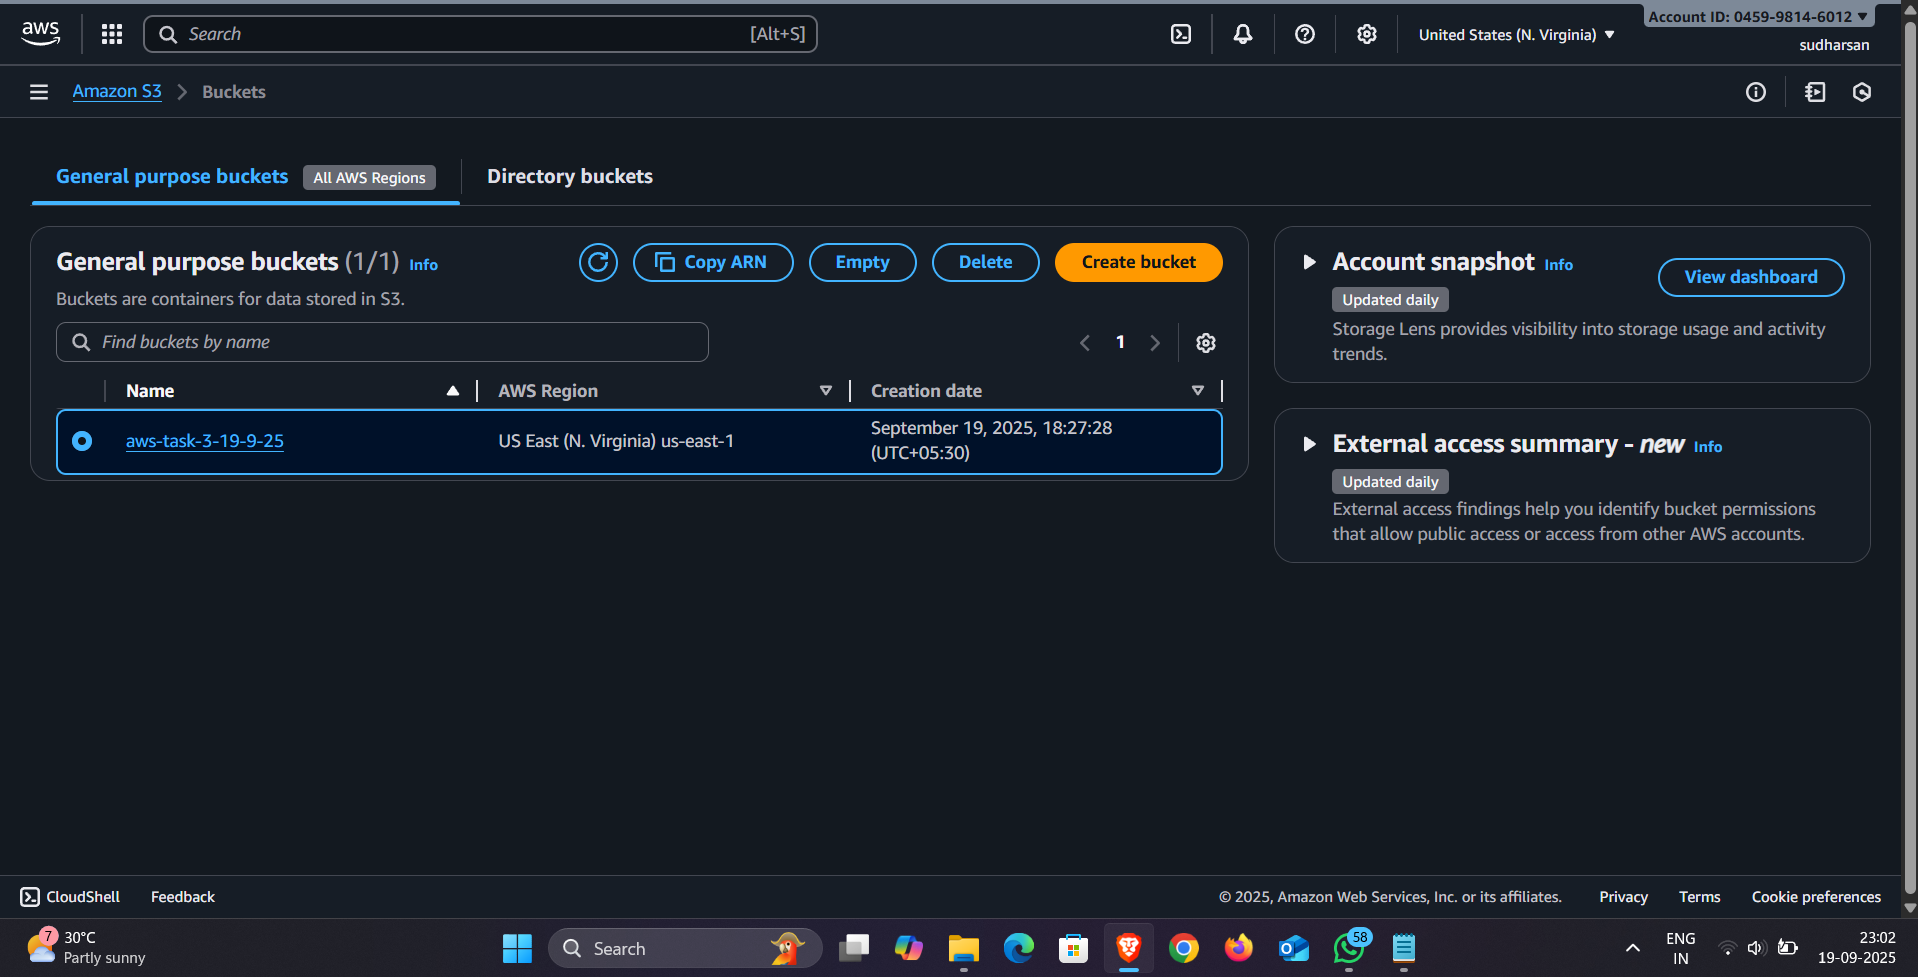 aws
Search
[Alt+S]
United States (N. Virginia)
Account ID: 0459-9814-6012
sudharsan
Amazon S3
Buckets
General purpose buckets
All AWS Regions
Directory buckets
General purpose buckets (1/1) Info
Copy ARN
Empty
Delete
Create bucket
Buckets are containers for data stored in S3.
Find buckets by name
1
Name
AWS Region
Creation date
aws-task-3-19-9-25
US East (N. Virginia) us-east-1
September 19, 2025, 18:27:28
(UTC+05:30)
Account snapshot Info
View dashboard
Updated daily
Storage Lens provides visibility into storage usage and activity
trends.
External access summary - new Info
Updated daily
External access findings help you identify bucket permissions
that allow public access or access from other AWS accounts.
CloudShell
Feedback
© 2025, Amazon Web Services, Inc. or its affiliates.
Privacy
Terms
Cookie preferences
7
30°C
Partly sunny
Search
58
ENG
IN
23:02
19-09-2025